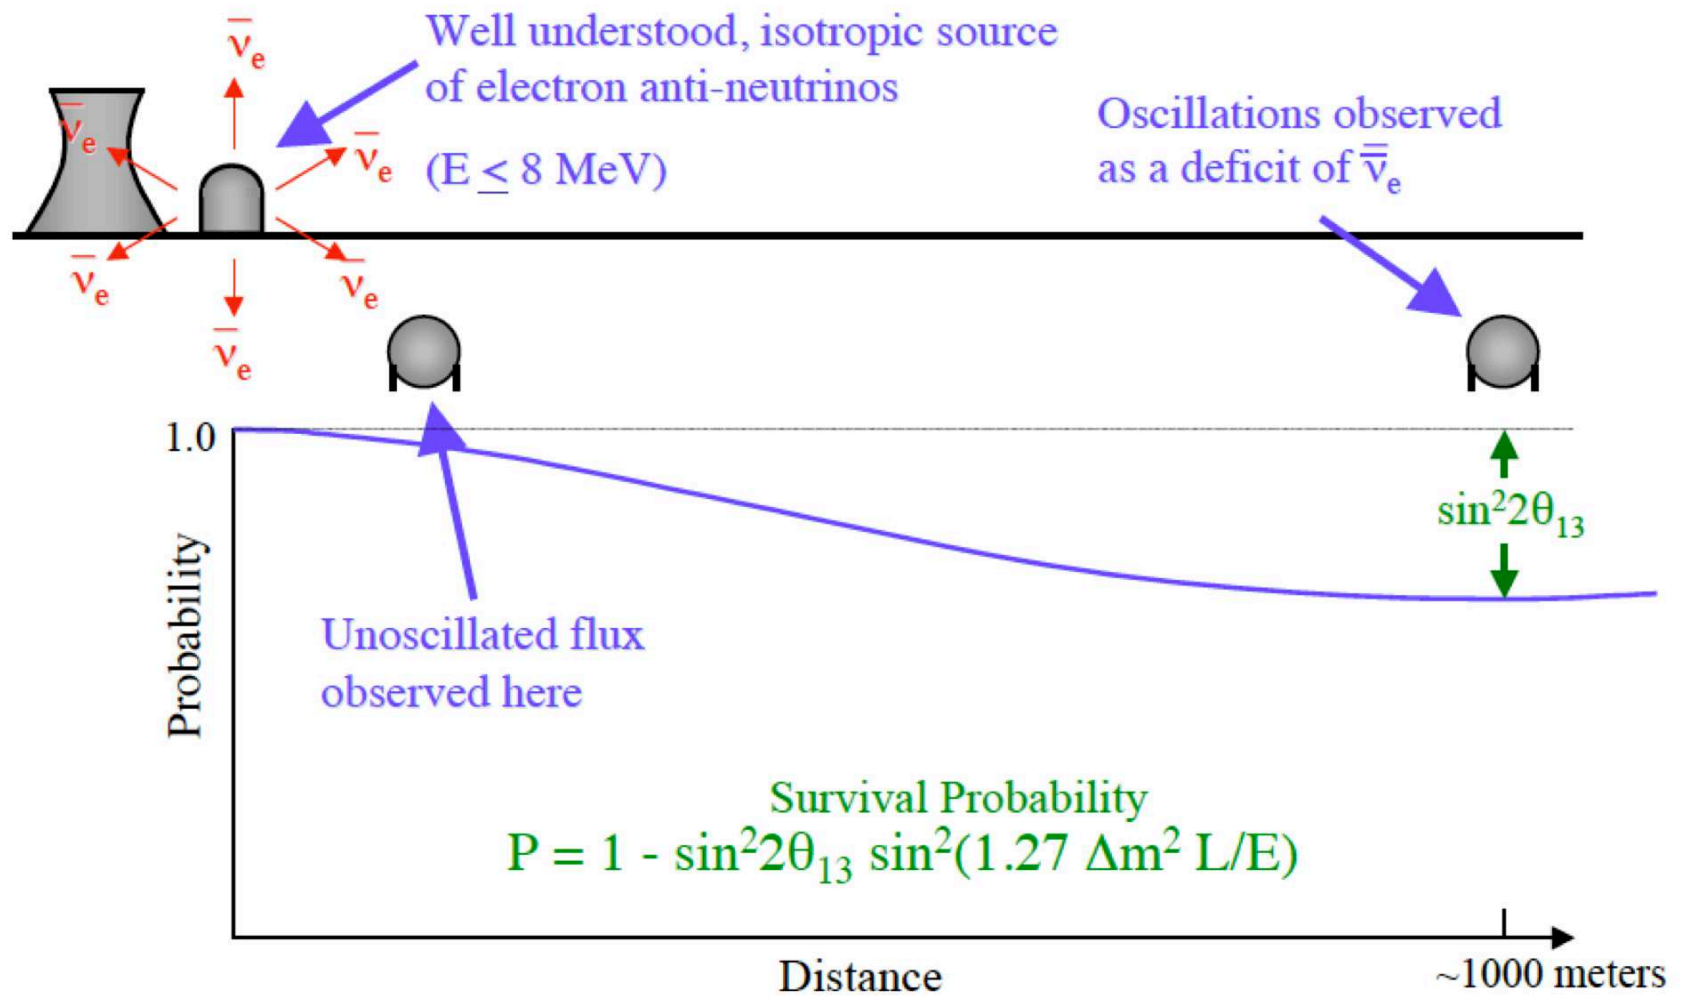 ν̅e
Well understood, isotropic source
of electron anti-neutrinos
(E ≤ 8 MeV)
ν̅e
ν̅e
ν̅e
ν̅e
ν̅e
Oscillations observed
as a deficit of ν̿e
1.0
sin²2θ₁₃
Probability
Unoscillated flux
observed here
Survival Probability
P = 1 - sin²2θ₁₃ sin²(1.27 Δm² L/E)
Distance
~1000 meters